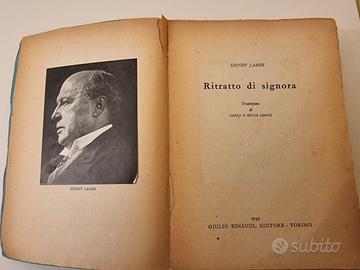 HENRY JAMES
HENRY JAMES
Ritratto di signora
Traduzione
di
CARLO E SILVIA LINATI
1943
GIULIO EINAUDI, EDITORE - TORINO
subito